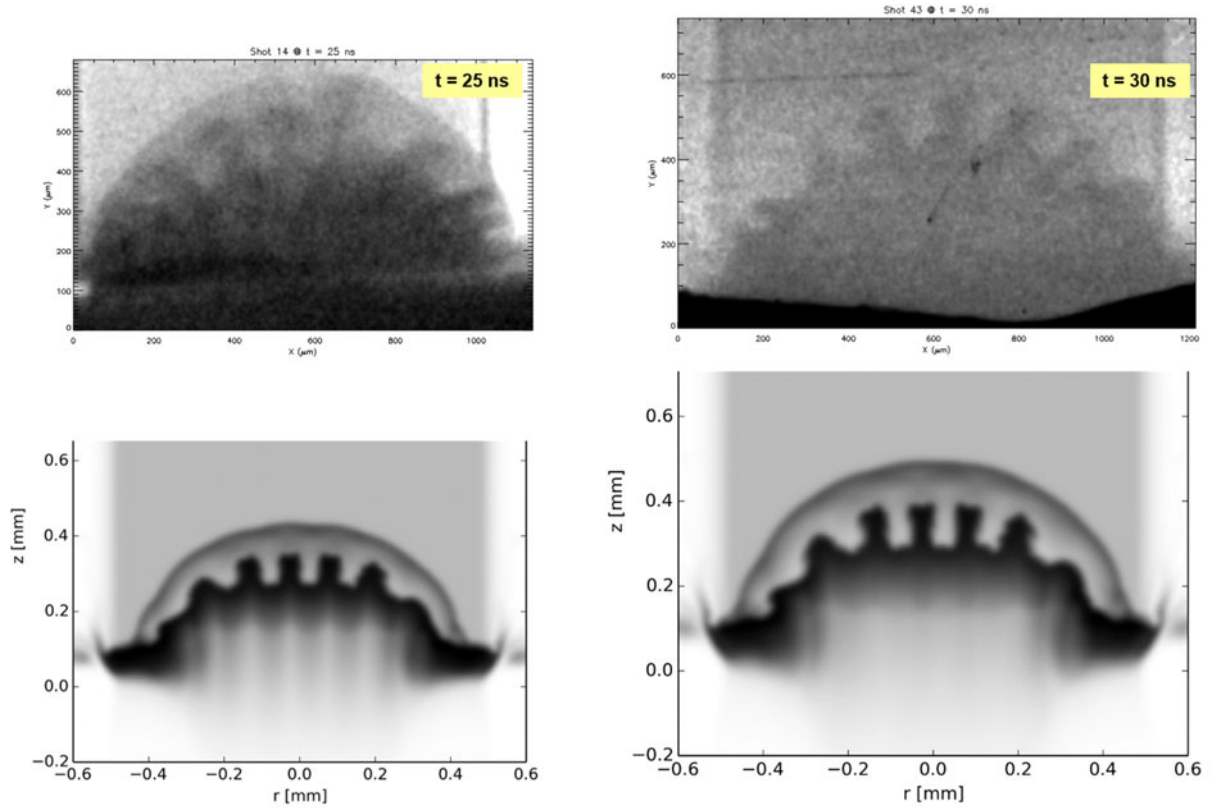 Shot 14 @ t = 25 ns
t = 25 ns
600
500
400
300
200
100
0
Y (μm)
0 200 400 600 800 1000
X (μm)
Shot 43 @ t = 30 ns
t = 30 ns
600
400
200
0
Y (μm)
0 200 400 600 800 1000 1200
X (μm)
0.6
0.4
0.2
0.0
−0.2
z [mm]
−0.6 −0.4 −0.2 0.0 0.2 0.4 0.6
r [mm]
0.6
0.4
0.2
0.0
−0.2
z [mm]
−0.6 −0.4 −0.2 0.0 0.2 0.4 0.6
r [mm]